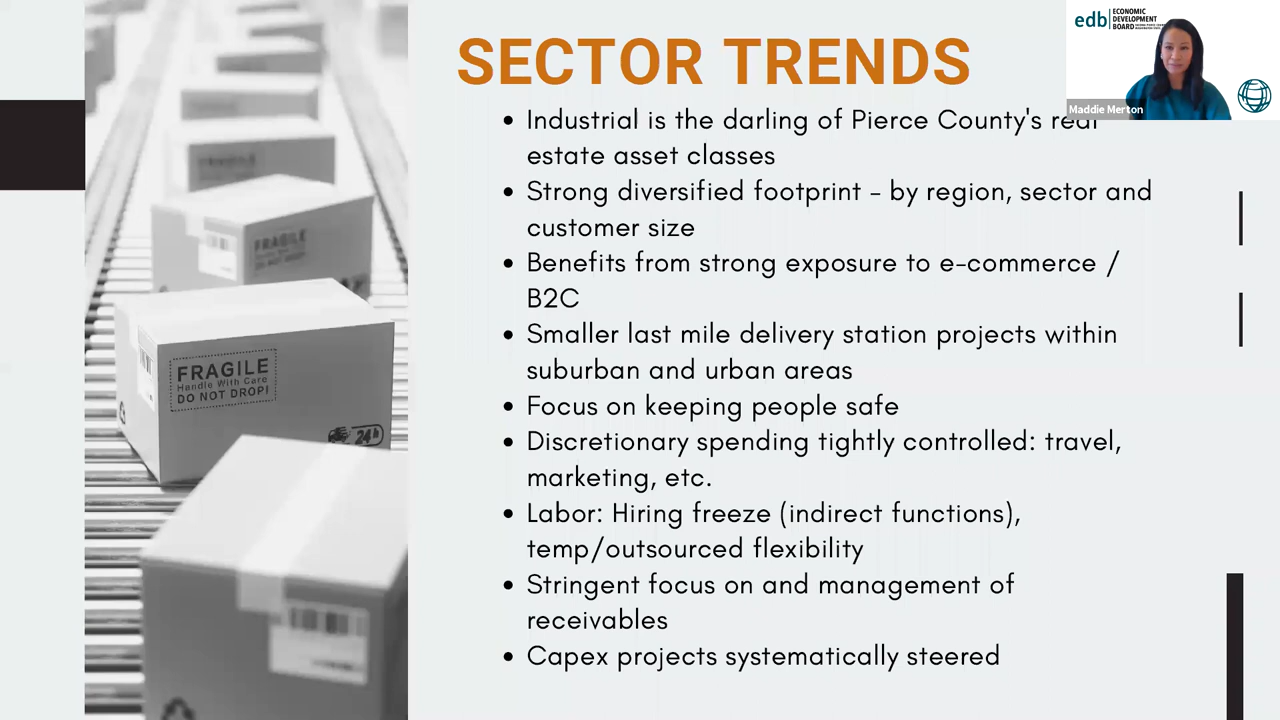 SECTOR TRENDS
edb
ECONOMIC
DEVELOPMENT
BOARD
Maddie Merton
• Industrial is the darling of Pierce County's real
estate asset classes
• Strong diversified footprint - by region, sector and
customer size
• Benefits from strong exposure to e-commerce /
B2C
• Smaller last mile delivery station projects within
suburban and urban areas
• Focus on keeping people safe
• Discretionary spending tightly controlled: travel,
marketing, etc.
• Labor: Hiring freeze (indirect functions),
temp/outsourced flexibility
• Stringent focus on and management of
receivables
• Capex projects systematically steered
FRAGILE
FRAGILE
Handle With Care
DO NOT DROP!
24h